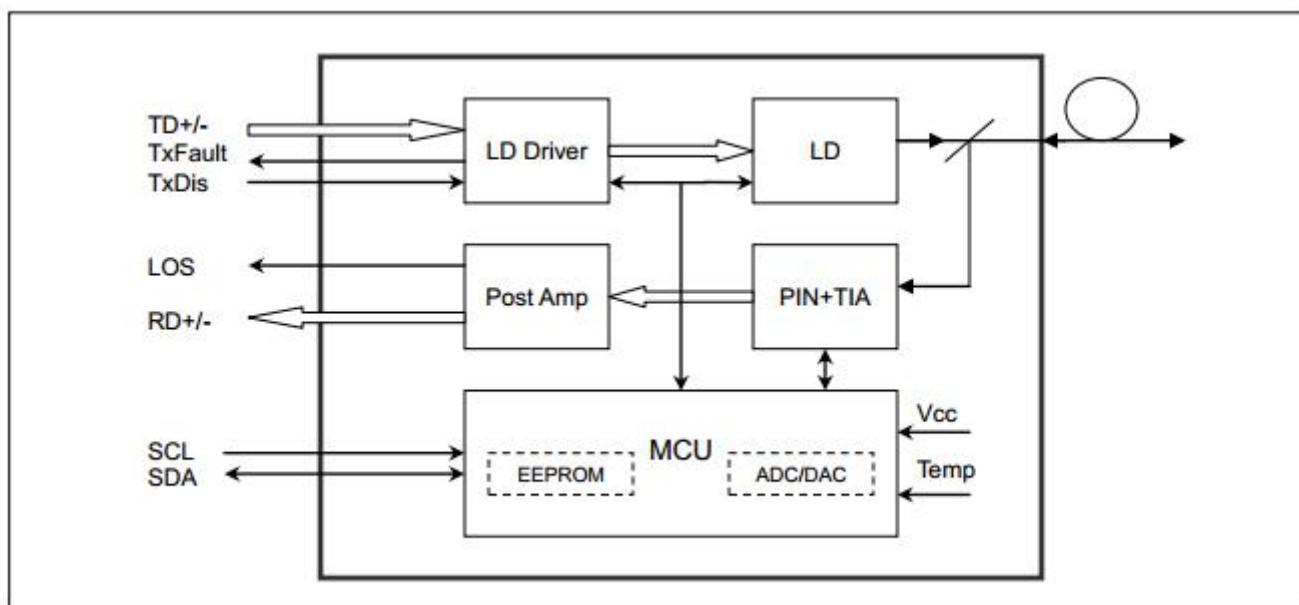 TD+/-
TxFault
TxDis
LD Driver
LD
LOS
RD+/-
Post Amp
PIN+TIA
SCL
SDA
MCU
EEPROM
ADC/DAC
Vcc
Temp